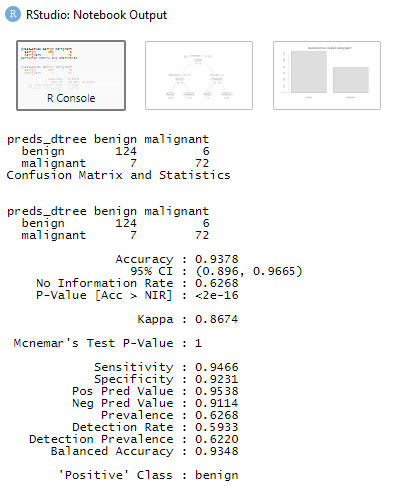 R RStudio: Notebook Output
R Console
preds_dtree benign malignant
benign 124 6
malignant 7 72
Confusion Matrix and Statistics
preds_dtree benign malignant
benign 124 6
malignant 7 72
Accuracy : 0.9378
95% CI : (0.896, 0.9665)
No Information Rate : 0.6268
P-Value [Acc > NIR] : <2e-16
Kappa : 0.8674
Mcnemar's Test P-Value : 1
Sensitivity : 0.9466
Specificity : 0.9231
Pos Pred Value : 0.9538
Neg Pred Value : 0.9114
Prevalence : 0.6268
Detection Rate : 0.5933
Detection Prevalence : 0.6220
Balanced Accuracy : 0.9348
'Positive' Class : benign